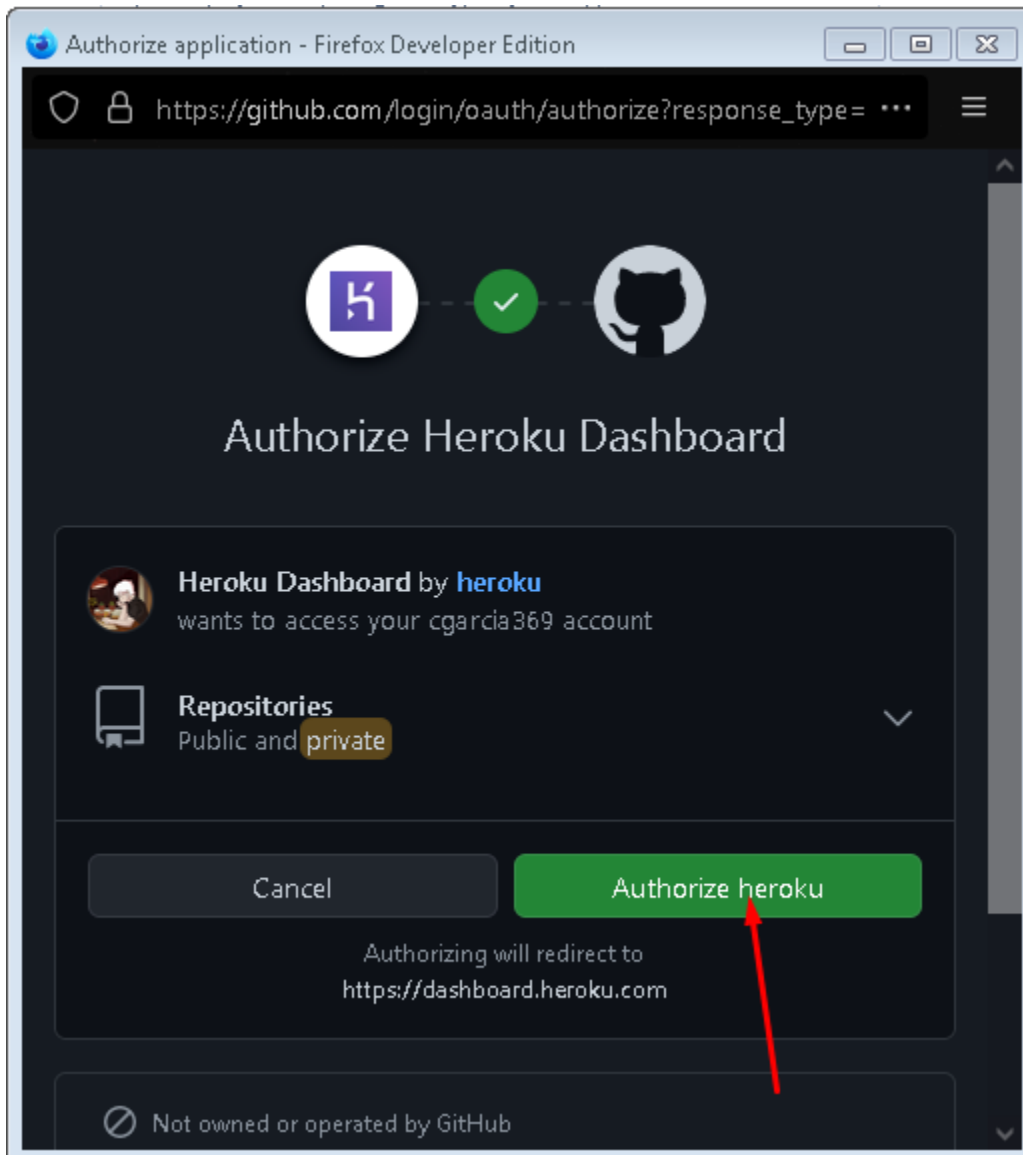 Authorize application - Firefox Developer Edition
https://github.com/login/oauth/authorize?response_type= ···
Authorize Heroku Dashboard
Heroku Dashboard by heroku
wants to access your cgarcia369 account
Repositories
Public and private
Cancel
Authorize heroku
Authorizing will redirect to
https://dashboard.heroku.com
Not owned or operated by GitHub